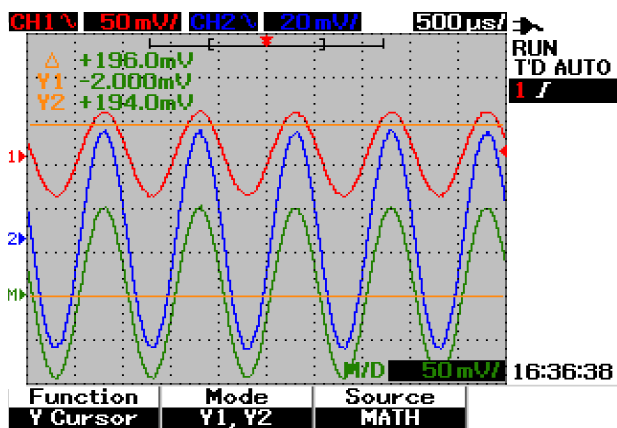 CH1 50 mV/ CH2 20 mV/ 500 µs/
RUN
T'D AUTO
1
Δ +196.0mV
Y1 -2.000mV
Y2 +194.0mV
1
2
M
M/D 50 mV/
16:36:38
Function Mode Source
Y Cursor Y1, Y2 MATH